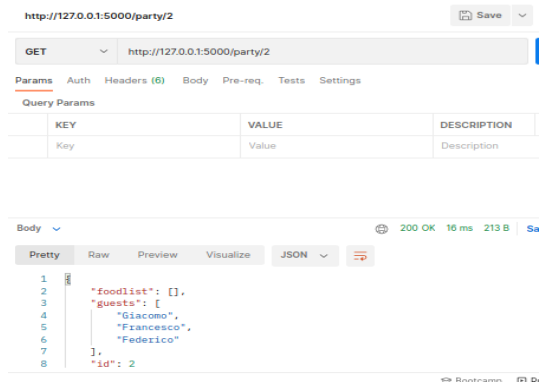 http://127.0.0.1:5000/party/2 Save
GET http://127.0.0.1:5000/party/2
Params Auth Headers (6) Body Pre-req. Tests Settings
Query Params
KEY VALUE DESCRIPTION
Key Value Description
Body 200 OK 16 ms 213 B Sa
Pretty Raw Preview Visualize JSON
1 {
2 "foodlist": [],
3 "guests": [
4 "Giacomo",
5 "Francesco",
6 "Federico"
7 ],
8 "id": 2
Bootcamp